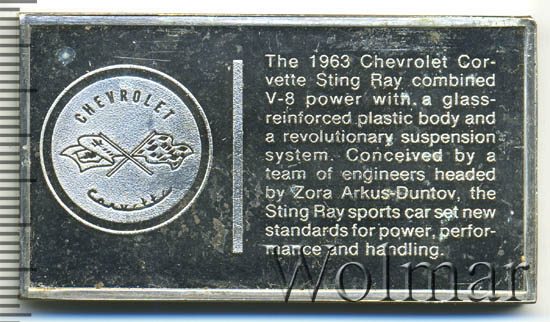 CHEVROLET
Corvette
The 1963 Chevrolet Cor-
vette Sting Ray combined
V-8 power with a glass-
reinforced plastic body and
a revolutionary suspension
system. Conceived by a
team of engineers headed
by Zora Arkus-Duntov, the
Sting Ray sports car set new
standards for power, perfor-
mance and handling.
Wolmar